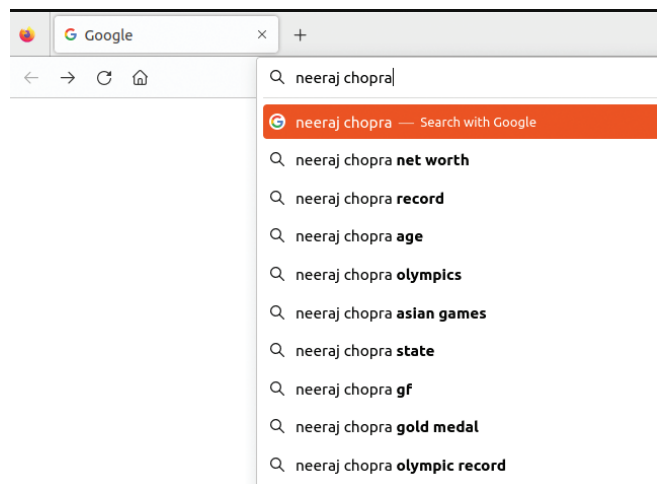 Google
neeraj chopra
neeraj chopra — Search with Google
neeraj chopra net worth
neeraj chopra record
neeraj chopra age
neeraj chopra olympics
neeraj chopra asian games
neeraj chopra state
neeraj chopra gf
neeraj chopra gold medal
neeraj chopra olympic record